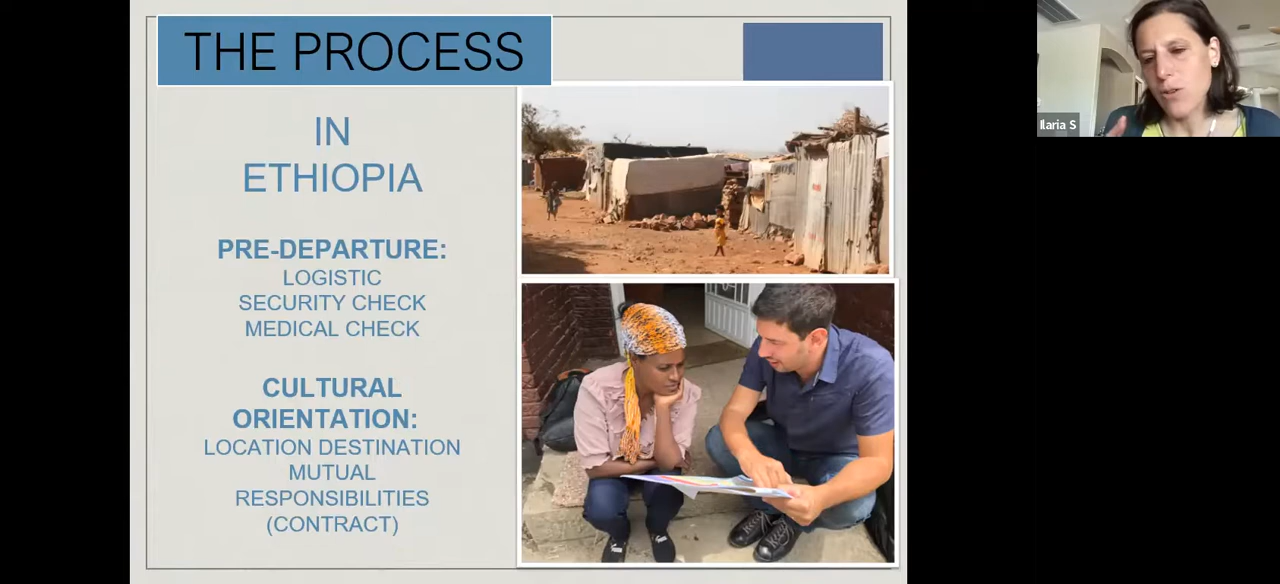 THE PROCESS
IN
ETHIOPIA
PRE-DEPARTURE:
LOGISTIC
SECURITY CHECK
MEDICAL CHECK
CULTURAL
ORIENTATION:
LOCATION DESTINATION
MUTUAL
RESPONSIBILITIES
(CONTRACT)
Ilaria S